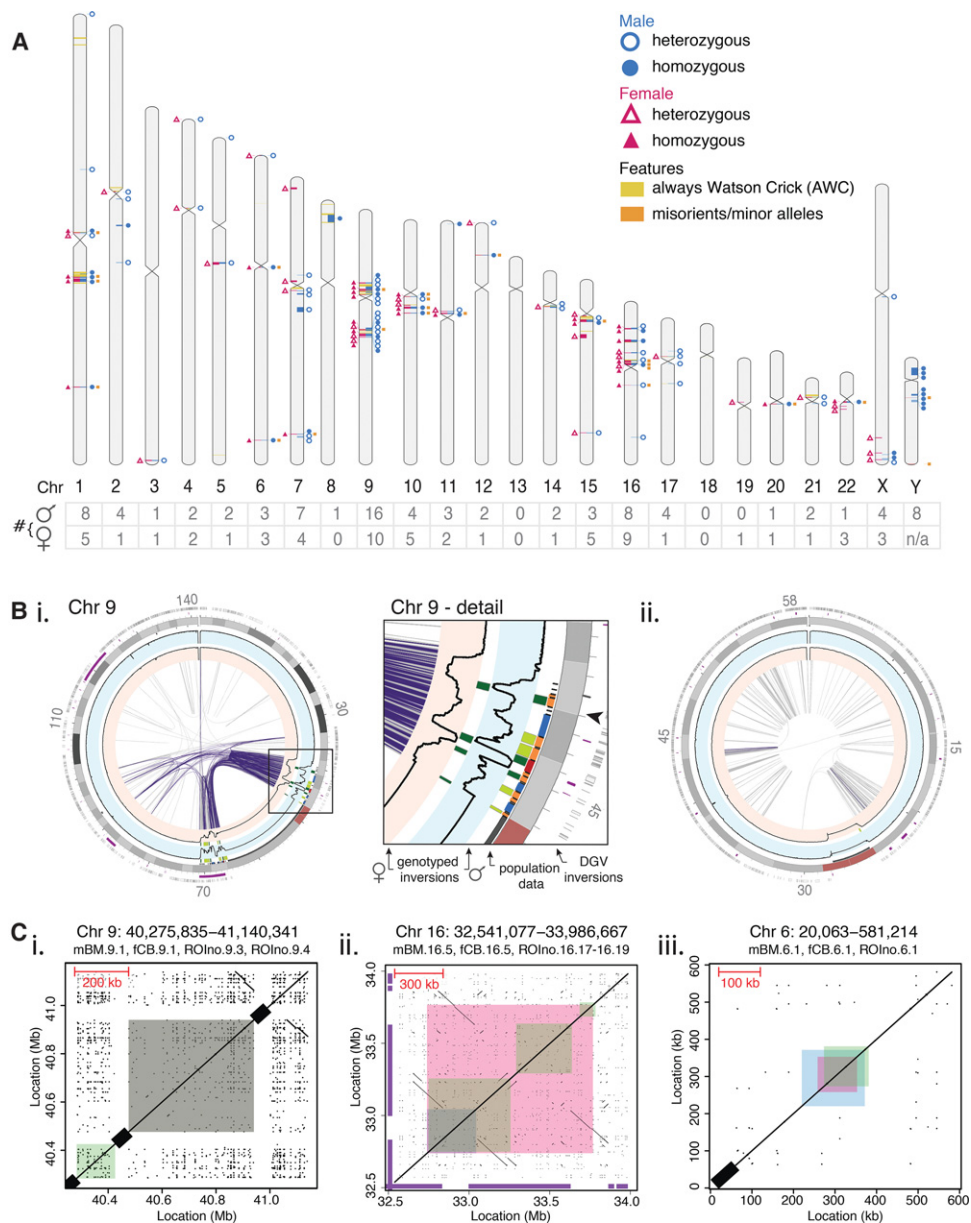 A
Male
heterozygous
homozygous
Female
heterozygous
homozygous
Features
always Watson Crick (AWC)
misorients/minor alleles
Chr 1 2 3 4 5 6 7 8 9 10 11 12 13 14 15 16 17 18 19 20 21 22 X Y
#{ ♂ 8 4 1 2 2 3 7 1 16 4 3 2 0 2 3 8 4 0 0 1 2 1 4 8
♀ 5 1 1 2 1 3 4 0 10 5 2 1 0 1 5 9 1 0 1 1 1 3 3 n/a
B i. Chr 9
140
30
110
70
Chr 9 - detail
45
♀ genotyped inversions
♂ population data
DGV inversions
ii.
58
45
15
30
C i.
Chr 9: 40,275,835–41,140,341
mBM.9.1, fCB.9.1, ROIno.9.3, ROIno.9.4
200 kb
Location (Mb)
41.0
40.8
40.6
40.4
40.4 40.6 40.8 41.0
Location (Mb)
ii.
Chr 16: 32,541,077–33,986,667
mBM.16.5, fCB.16.5, ROIno.16.17-16.19
300 kb
Location (Mb)
34.0
33.5
33.0
32.5
32.5 33.0 33.5 34.0
Location (Mb)
iii.
Chr 6: 20,063–581,214
mBM.6.1, fCB.6.1, ROIno.6.1
100 kb
Location (kb)
600
500
400
300
200
100
0
0 100 200 300 400 500 600
Location (kb)